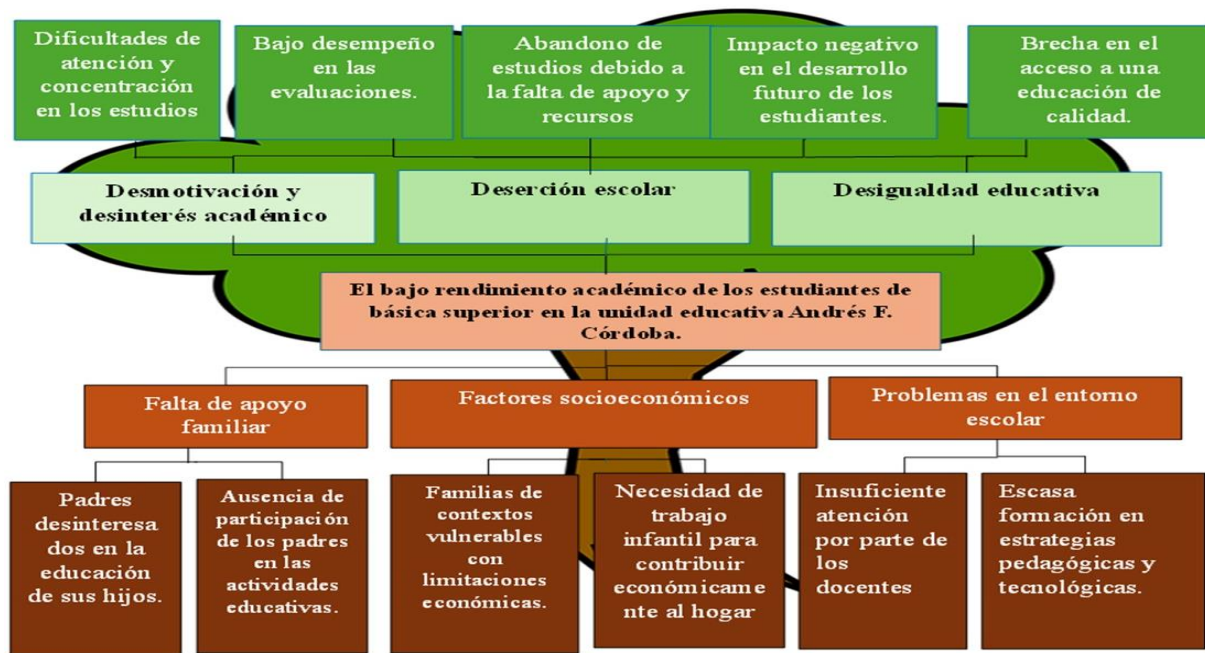 Dificultades de
atención y
concentración
en los estudios
Bajo desempeño
en las
evaluaciones.
Abandono de
estudios debido a
la falta de apoyo y
recursos
Impacto negativo
en el desarrollo
futuro de los
estudiantes.
Brecha en el
acceso a una
educación de
calidad.
Desmotivación y
desinterés académico
Deserción escolar
Desigualdad educativa
El bajo rendimiento académico de los estudiantes de
básica superior en la unidad educativa Andrés F.
Córdoba.
Falta de apoyo
familiar
Factores socioeconómicos
Problemas en el entorno
escolar
Padres
desinteresa
dos en la
educación
de sus hijos.
Ausencia de
participación
de los padres
en las
actividades
educativas.
Familias de
contextos
vulnerables
con
limitaciones
económicas.
Necesidad de
trabajo
infantil para
contribuir
económicame
nte al hogar
Insuficiente
atención
por parte de
los
docentes
Escasa
formación en
estrategias
pedagógicas y
tecnológicas.